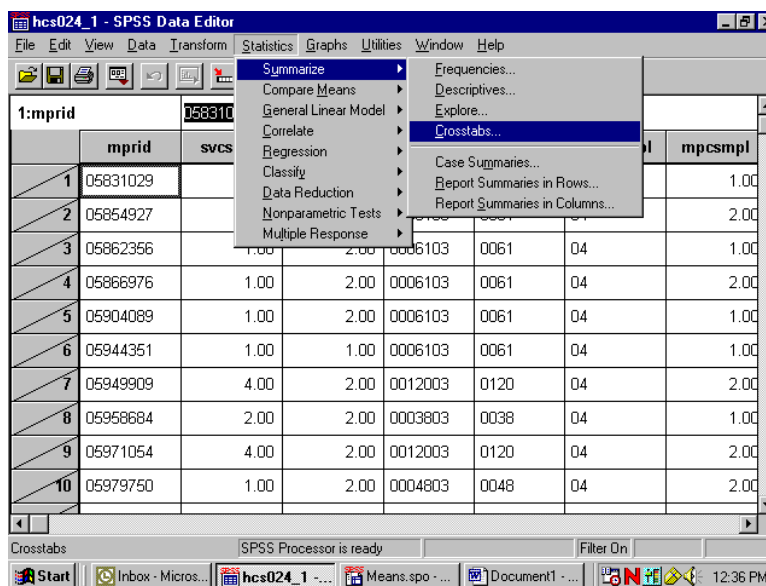 hcs024_1 - SPSS Data Editor
File Edit View Data Transform Statistics Graphs Utilities Window Help
Summarize
Compare Means
General Linear Model
Correlate
Regression
Classify
Data Reduction
Nonparametric Tests
Multiple Response
Frequencies...
Descriptives...
Explore...
Crosstabs...
Case Summaries...
Report Summaries in Rows...
Report Summaries in Columns...
1:mprid 058310
mprid svcs mpcsmpl
1 05831029 1.00
2 05854927 2.00
3 05862356 1.00 2.00 0006103 0061 04 1.00
4 05866976 1.00 2.00 0006103 0061 04 2.00
5 05904089 1.00 2.00 0006103 0061 04 1.00
6 05944351 1.00 1.00 0006103 0061 04 1.00
7 05949909 4.00 2.00 0012003 0120 04 2.00
8 05958684 2.00 2.00 0003803 0038 04 1.00
9 05971054 4.00 2.00 0012003 0120 04 2.00
10 05979750 1.00 2.00 0004803 0048 04 2.00
Crosstabs SPSS Processor is ready Filter On
Start Inbox - Micros... hcs024_1 -... Means.spo - ... Document1 - ... 12:36 PM